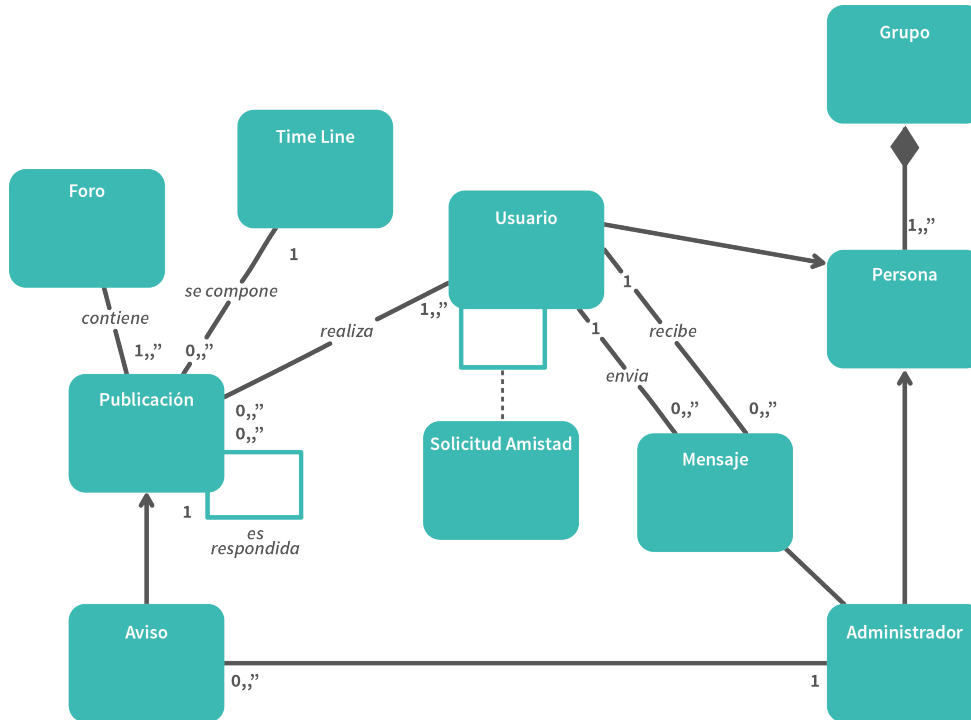 Grupo
Time Line
Foro
Usuario
1,,”
Persona
1
se compone
1
contiene
1,,”
realiza
1
recibe
1,,”
0,,”
envia
Publicación
0,,”
0,,”
0,,”
0,,”
Solicitud Amistad
Mensaje
1
es
respondida
Aviso
Administrador
0,,”
1